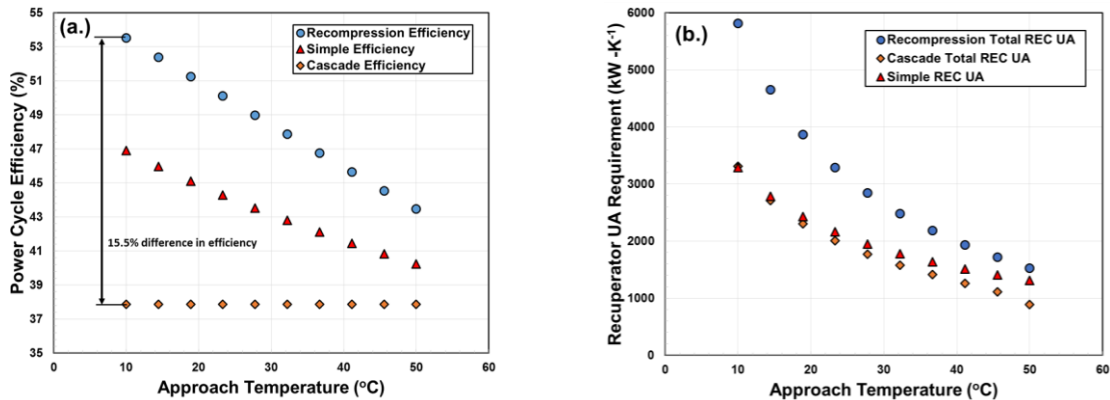 (a.)
Recompression Efficiency
Simple Efficiency
Cascade Efficiency
55
53
51
49
47
45
43
41
39
37
35
Power Cycle Efficiency (%)
15.5% difference in efficiency
0 10 20 30 40 50 60
Approach Temperature (°C)
(b.)
Recompression Total REC UA
Cascade Total REC UA
Simple REC UA
6000
5000
4000
3000
2000
1000
0
Recuperator UA Requirement (kW -K-1)
0 10 20 30 40 50 60
Approach Temperature (°C)